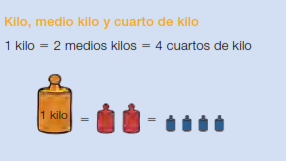 Kilo, medio kilo y cuarto de kilo
1 kilo = 2 medios kilos = 4 cuartos de kilo
1 kilo = =